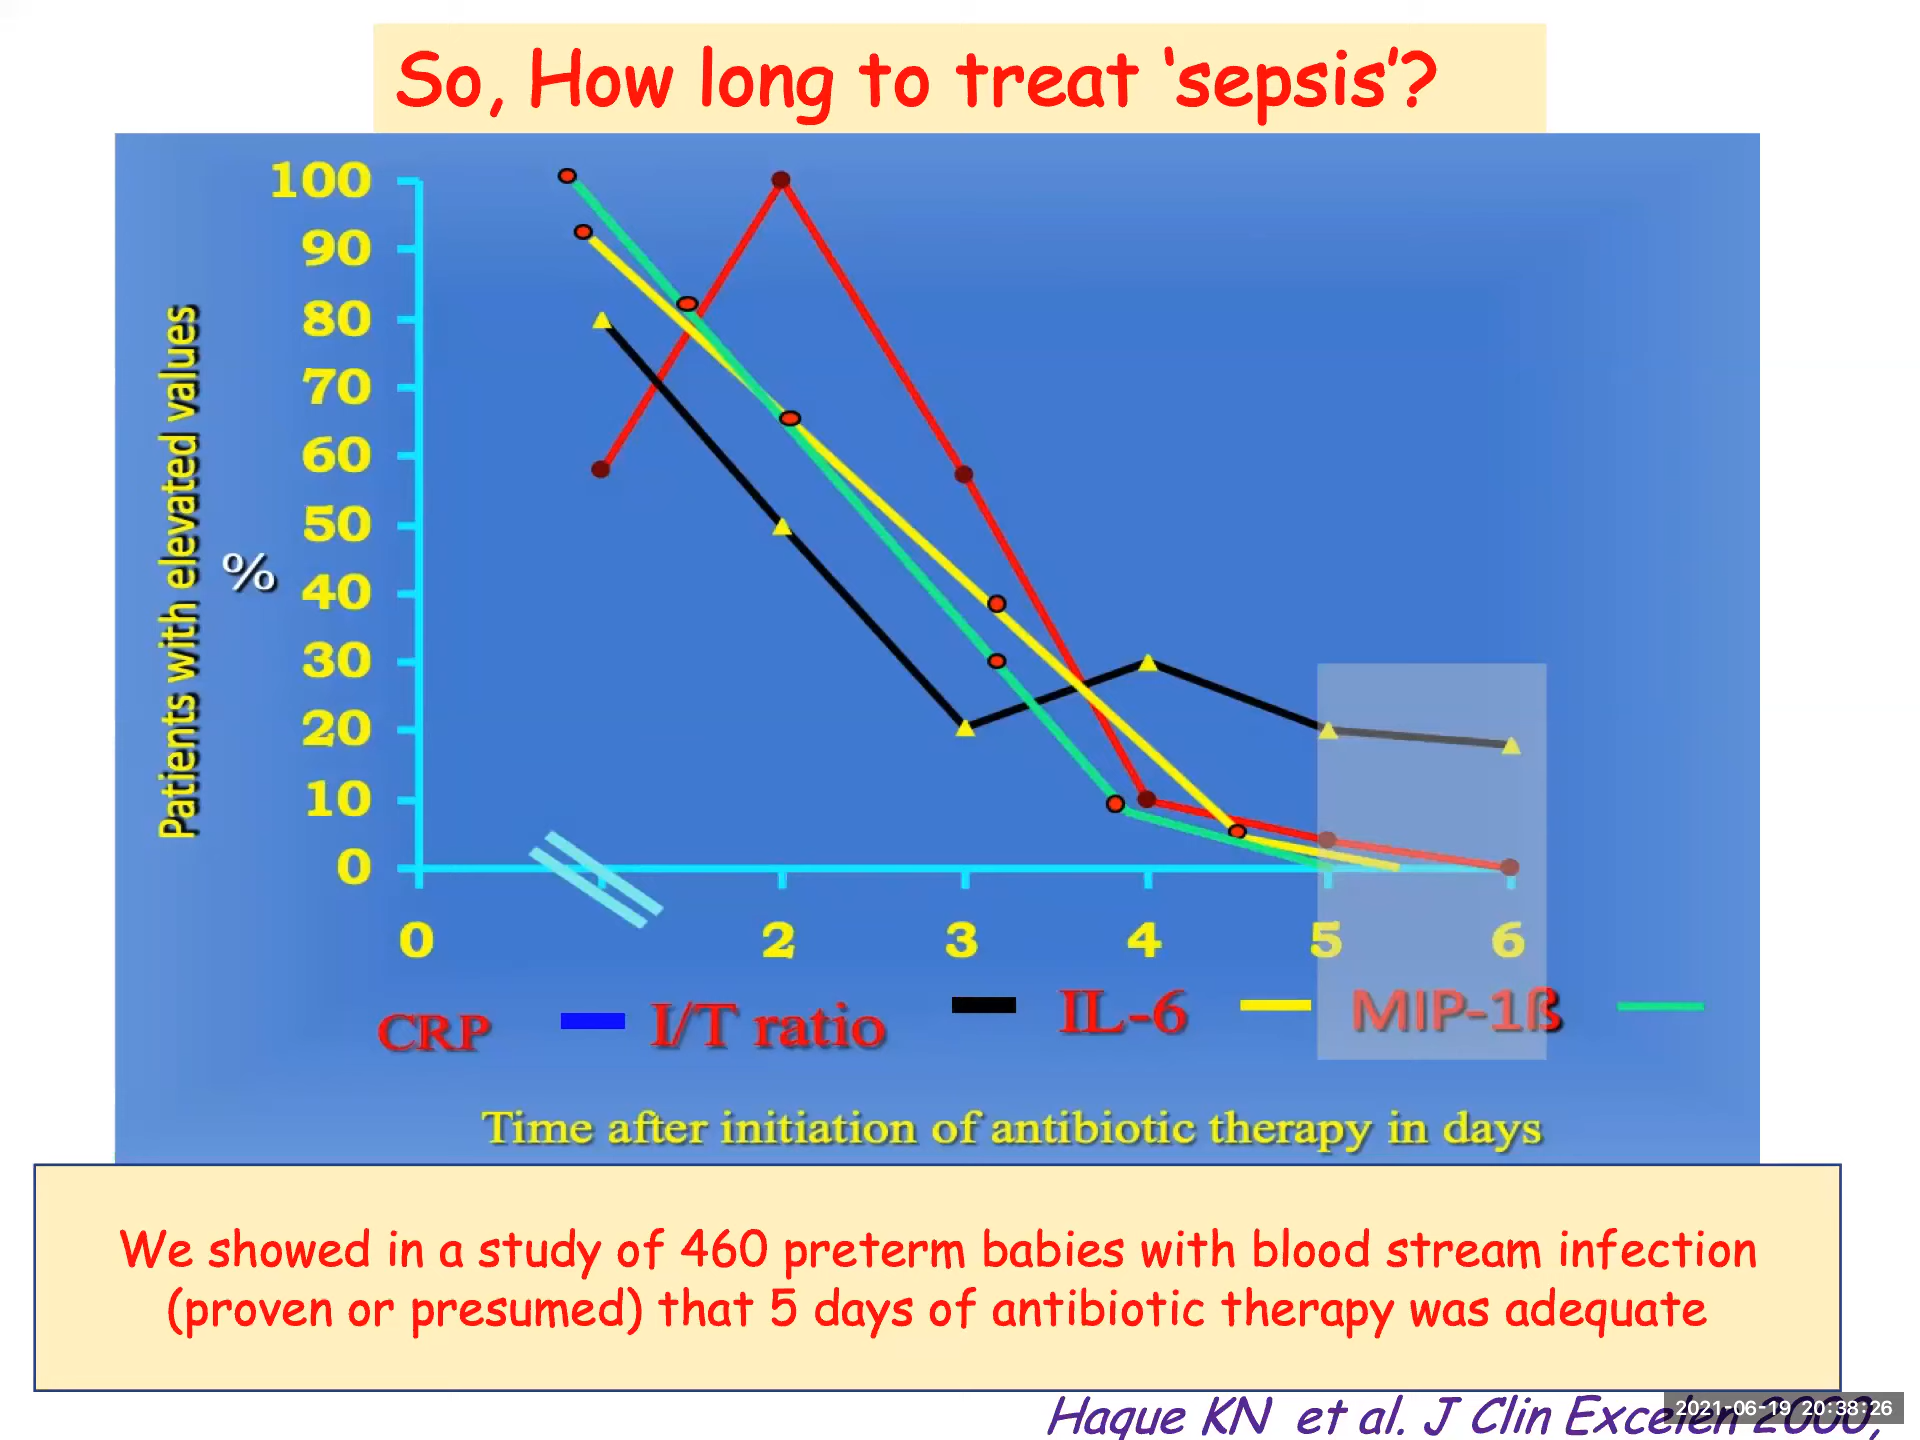 So, How long to treat ‘sepsis’?
100
90
80
70
60
50
40
30
20
10
0
Patients with elevated values
%
0 2 3 4 5 6
CRP I/T ratio IL-6 MIP-1ß
Time after initiation of antibiotic therapy in days
We showed in a study of 460 preterm babies with blood stream infection
(proven or presumed) that 5 days of antibiotic therapy was adequate
Haque KN et al. J Clin Excelen 2000,
2021-06-19 20:38:26